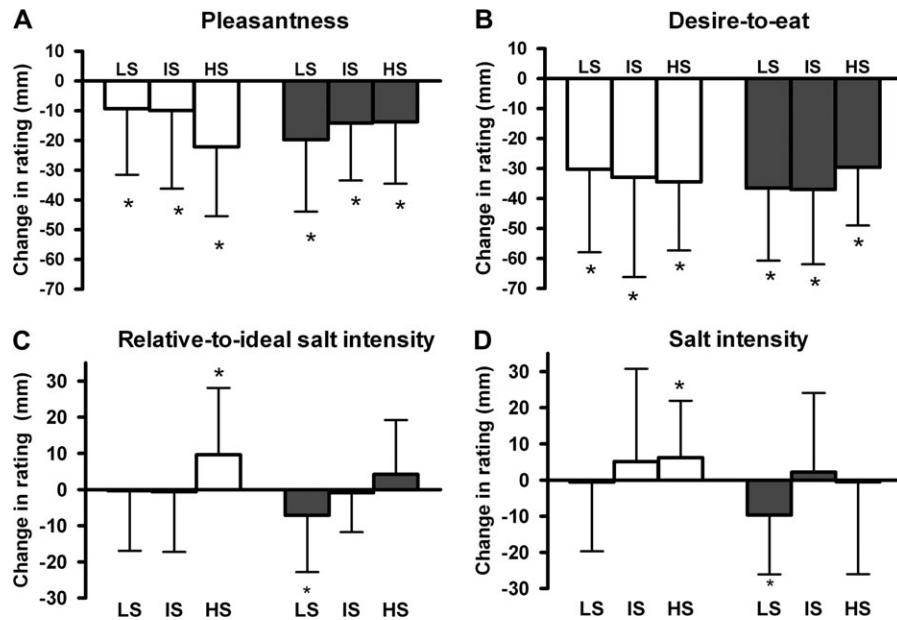 A Pleasantness
Change in rating (mm)
10
0
-10
-20
-30
-40
-50
-60
-70
LS IS HS LS IS HS
* * * * * *
B Desire-to-eat
Change in rating (mm)
10
0
-10
-20
-30
-40
-50
-60
-70
LS IS HS LS IS HS
* * * * * *
C Relative-to-ideal salt intensity
Change in rating (mm)
30
20
10
0
-10
-20
-30
* *
LS IS HS LS IS HS
D Salt intensity
Change in rating (mm)
30
20
10
0
-10
-20
-30
* *
LS IS HS LS IS HS